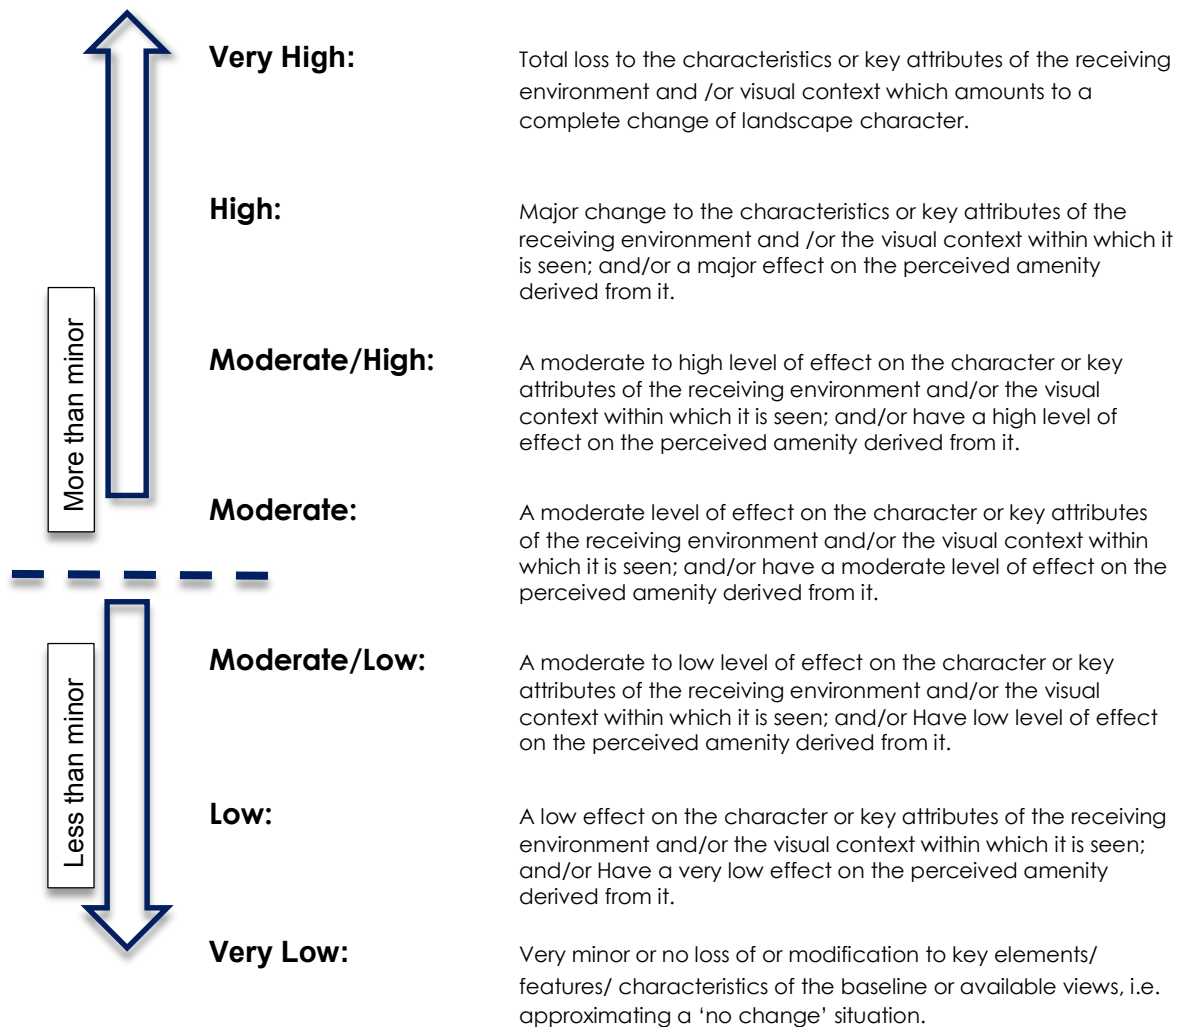 Very High:
Total loss to the characteristics or key attributes of the receiving
environment and /or visual context which amounts to a
complete change of landscape character.
High:
Major change to the characteristics or key attributes of the
receiving environment and /or the visual context within which it
is seen; and/or a major effect on the perceived amenity
derived from it.
More than minor
Moderate/High:
A moderate to high level of effect on the character or key
attributes of the receiving environment and/or the visual
context within which it is seen; and/or have a high level of
effect on the perceived amenity derived from it.
Moderate:
A moderate level of effect on the character or key attributes
of the receiving environment and/or the visual context within
which it is seen; and/or have a moderate level of effect on the
perceived amenity derived from it.
Less than minor
Moderate/Low:
A moderate to low level of effect on the character or key
attributes of the receiving environment and/or the visual
context within which it is seen; and/or Have low level of effect
on the perceived amenity derived from it.
Low:
A low effect on the character or key attributes of the receiving
environment and/or the visual context within which it is seen;
and/or Have a very low effect on the perceived amenity
derived from it.
Very Low:
Very minor or no loss of or modification to key elements/
features/ characteristics of the baseline or available views, i.e.
approximating a ‘no change’ situation.